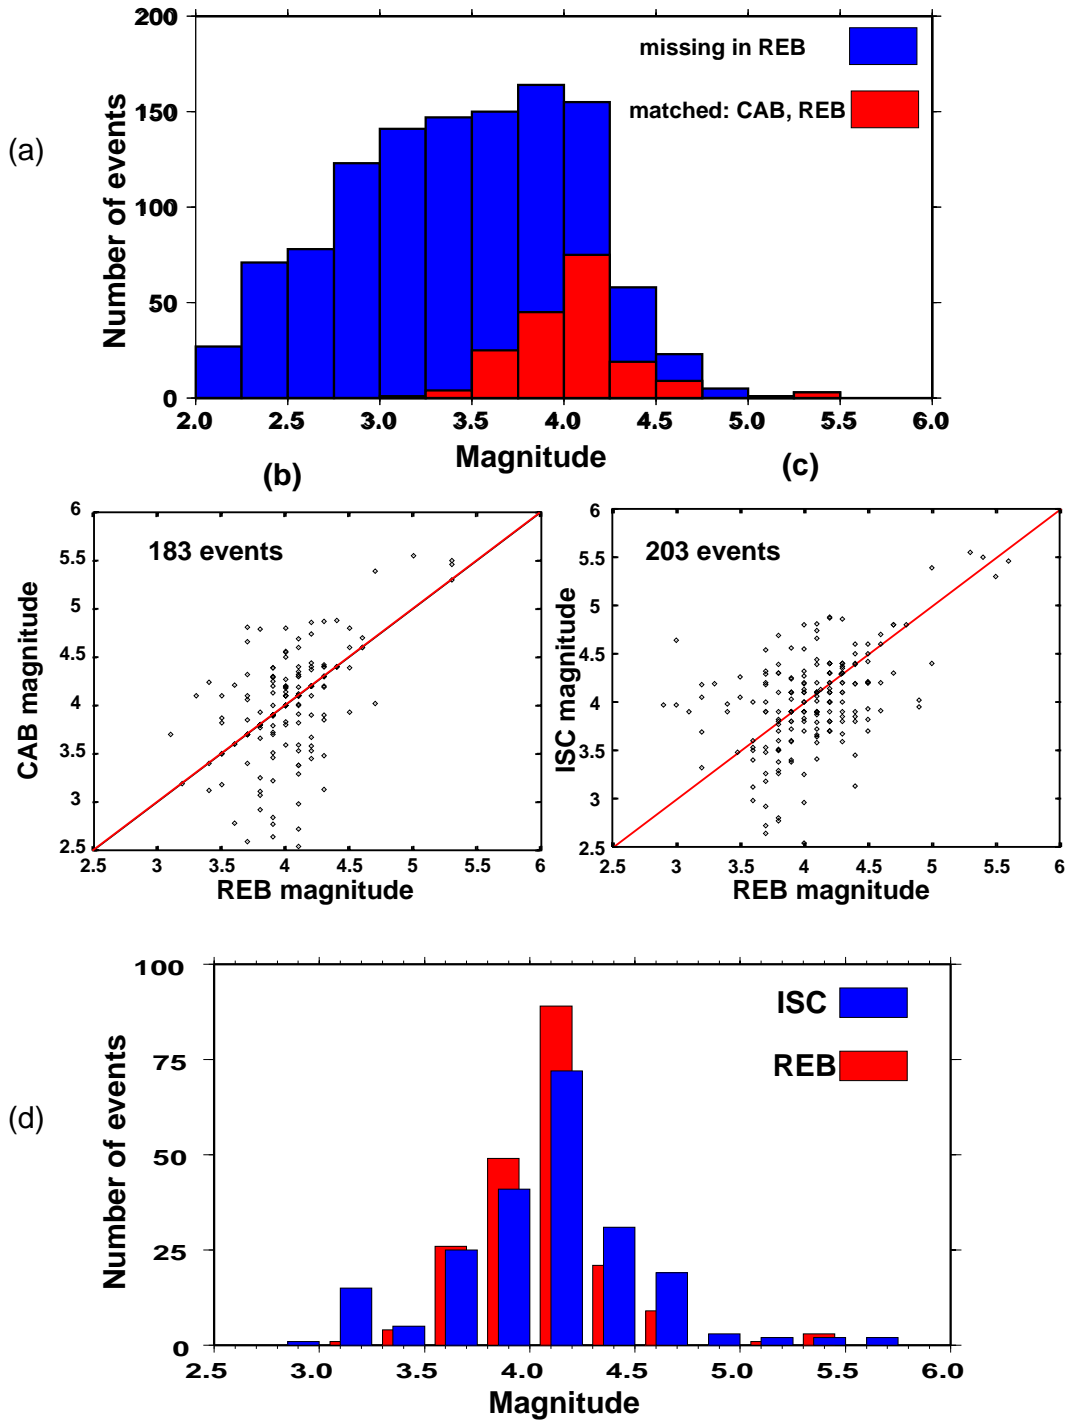 (a)
Number of events
200
150
100
50
0
missing in REB
matched: CAB, REB
2.0 2.5 3.0 3.5 4.0 4.5 5.0 5.5 6.0
Magnitude
(b)
CAB magnitude
6
5.5
5
4.5
4
3.5
3
2.5
183 events
2.5 3 3.5 4 4.5 5 5.5 6
REB magnitude
(c)
ISC magnitude
6
5.5
5
4.5
4
3.5
3
2.5
203 events
2.5 3 3.5 4 4.5 5 5.5 6
REB magnitude
(d)
Number of events
100
75
50
25
0
ISC
REB
2.5 3.0 3.5 4.0 4.5 5.0 5.5 6.0
Magnitude